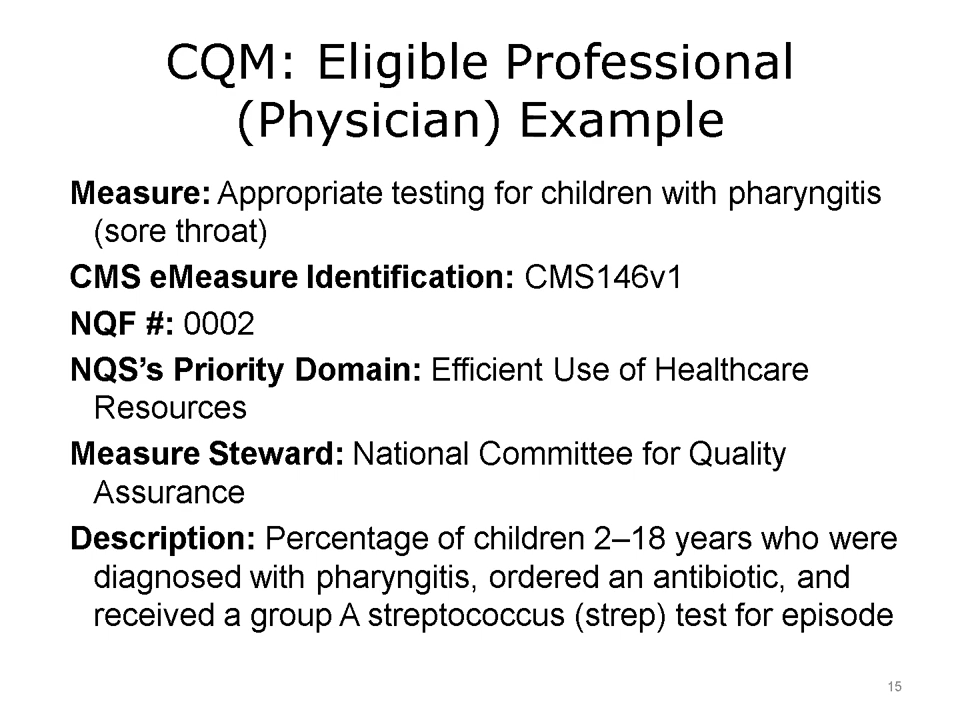 CQM: Eligible Professional
(Physician) Example
Measure: Appropriate testing for children with pharyngitis
(sore throat)
CMS eMeasure Identification: CMS146v1
NQF #: 0002
NQS’s Priority Domain: Efficient Use of Healthcare
Resources
Measure Steward: National Committee for Quality
Assurance
Description: Percentage of children 2–18 years who were
diagnosed with pharyngitis, ordered an antibiotic, and
received a group A streptococcus (strep) test for episode
15